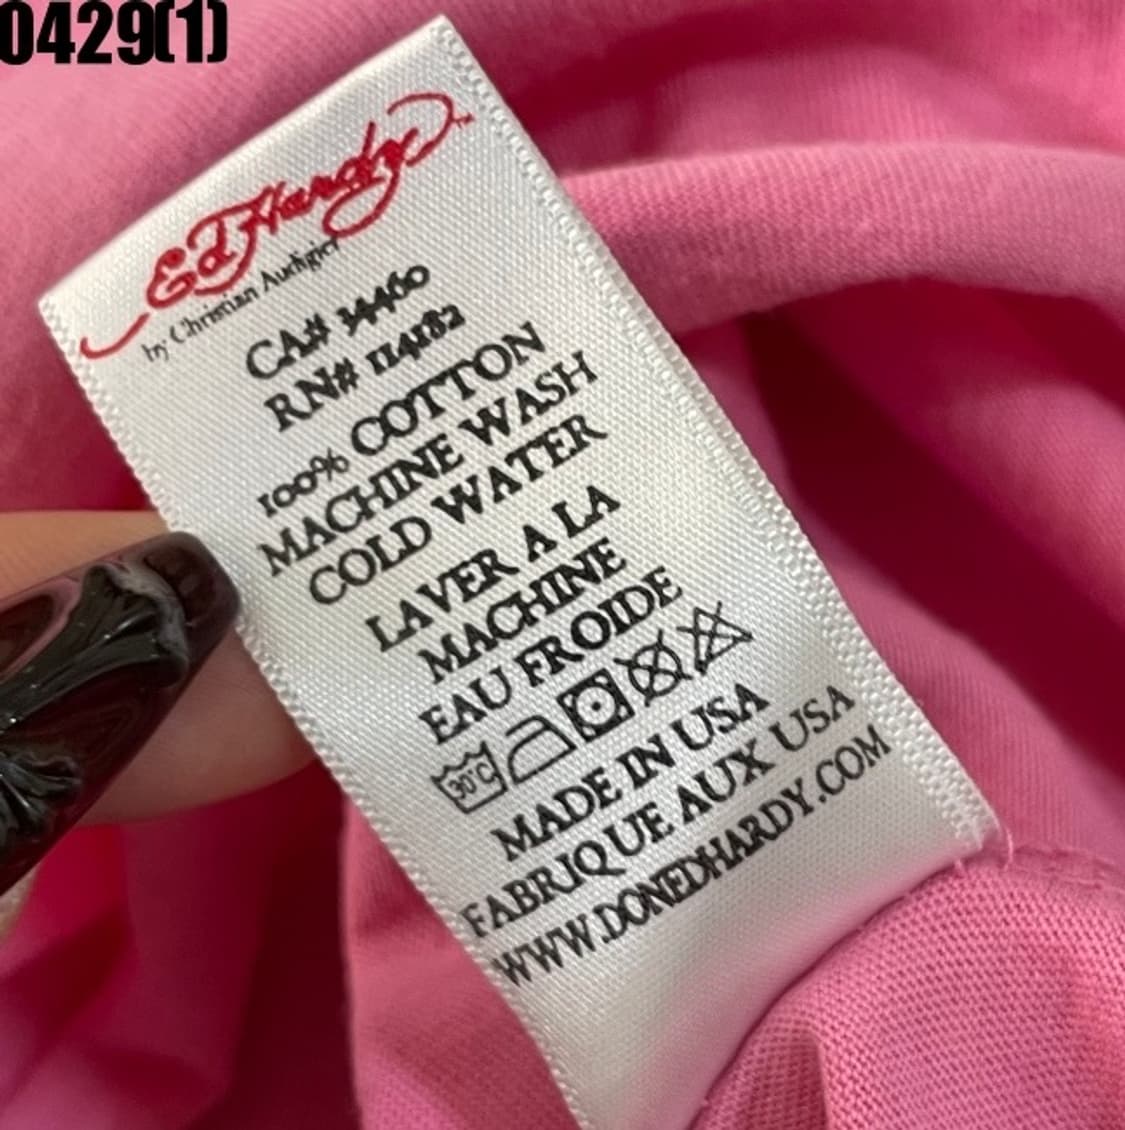 0429(1)
Ed Hardy™
by Christian Audigier
CA# 34460
RN# 114182
100% COTTON
MACHINE WASH
COLD WATER
LAVER A LA
MACHINE
EAU FROIDE
30°C
MADE IN USA
FABRIQUE AUX USA
WWW.DONEDHARDY.COM